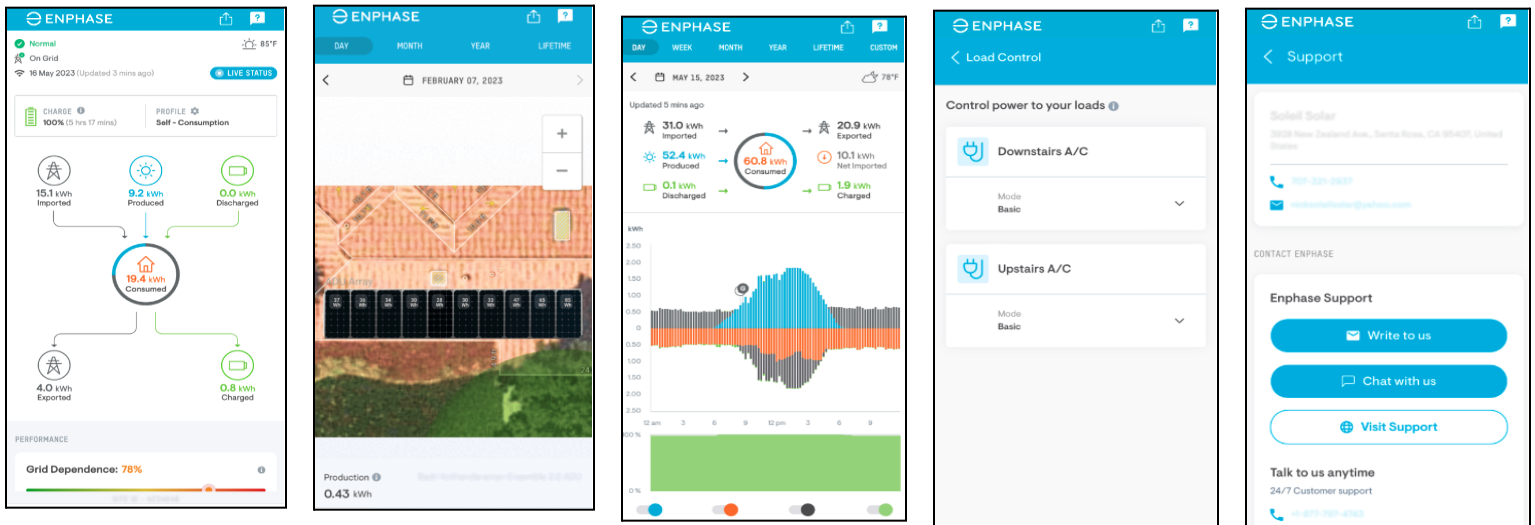 ENPHASE
Normal
85°F
On Grid
16 May 2023 (Updated 3 mins ago)
LIVE STATUS
CHARGE
100% (5 hrs 17 mins)
PROFILE
Self - Consumption
15.1 kWh
Imported
9.2 kWh
Produced
0.0 kWh
Discharged
19.4 kWh
Consumed
4.0 kWh
Exported
0.8 kWh
Charged
PERFORMANCE
Grid Dependence: 78%
ENPHASE
DAY MONTH YEAR LIFETIME
FEBRUARY 07, 2023
Production
0.43 kWh
ENPHASE
DAY WEEK MONTH YEAR LIFETIME CUSTOM
MAY 15, 2023
78°F
Updated 5 mins ago
31.0 kWh
Imported
20.9 kWh
Exported
52.4 kWh
Produced
60.8 kWh
Consumed
10.1 kWh
Net Imported
0.1 kWh
Discharged
1.9 kWh
Charged
kWh
2.50
2.00
1.50
1.00
0.50
0
0.50
1.00
1.50
2.00
2.50
12 am 3 6 9 12 pm 3 6 9
0 %
ENPHASE
Load Control
Control power to your loads
Downstairs A/C
Mode
Basic
Upstairs A/C
Mode
Basic
ENPHASE
Support
Soleil Solar
CONTACT ENPHASE
Enphase Support
Write to us
Chat with us
Visit Support
Talk to us anytime
24/7 Customer support